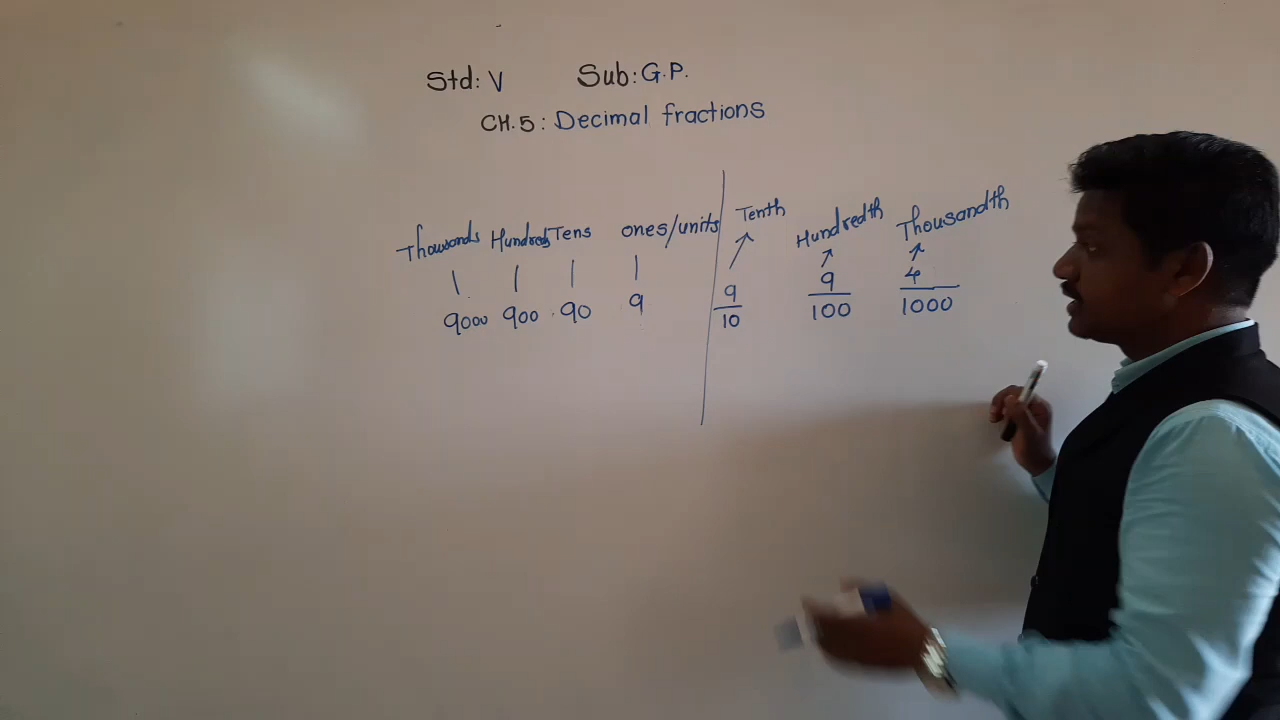 Std: V Sub: G.P.
CH.5: Decimal fractions
Thousands Hundreds Tens ones/units Tenth Hundredth Thousandth
9000 900 90 9 9/10 9/100 4/1000